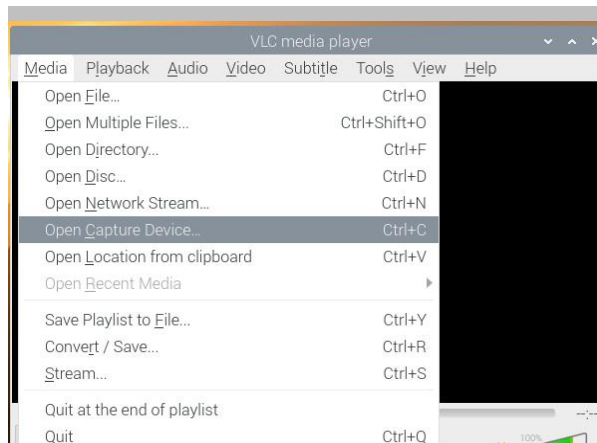 VLC media player
Media Playback Audio Video Subtitle Tools View Help
Open File... Ctrl+O
Open Multiple Files... Ctrl+Shift+O
Open Directory... Ctrl+F
Open Disc... Ctrl+D
Open Network Stream... Ctrl+N
Open Capture Device... Ctrl+C
Open Location from clipboard Ctrl+V
Open Recent Media
Save Playlist to File... Ctrl+Y
Convert / Save... Ctrl+R
Stream... Ctrl+S
Quit at the end of playlist
--:-
Quit Ctrl+Q
100%